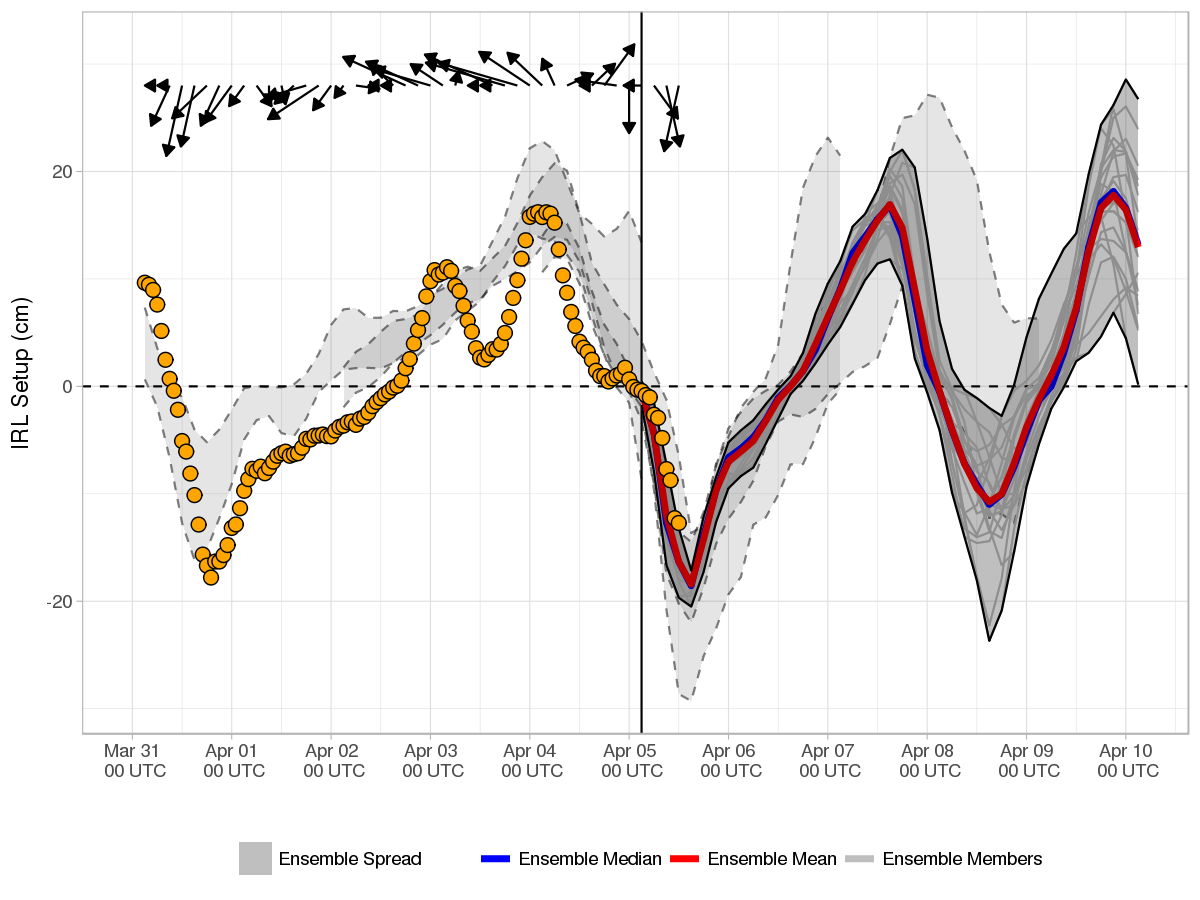 IRL Setup (cm)
20
0
-20
Mar 31 Apr 01 Apr 02 Apr 03 Apr 04 Apr 05 Apr 06 Apr 07 Apr 08 Apr 09 Apr 10
00 UTC 00 UTC 00 UTC 00 UTC 00 UTC 00 UTC 00 UTC 00 UTC 00 UTC 00 UTC 00 UTC
Ensemble Spread Ensemble Median Ensemble Mean Ensemble Members